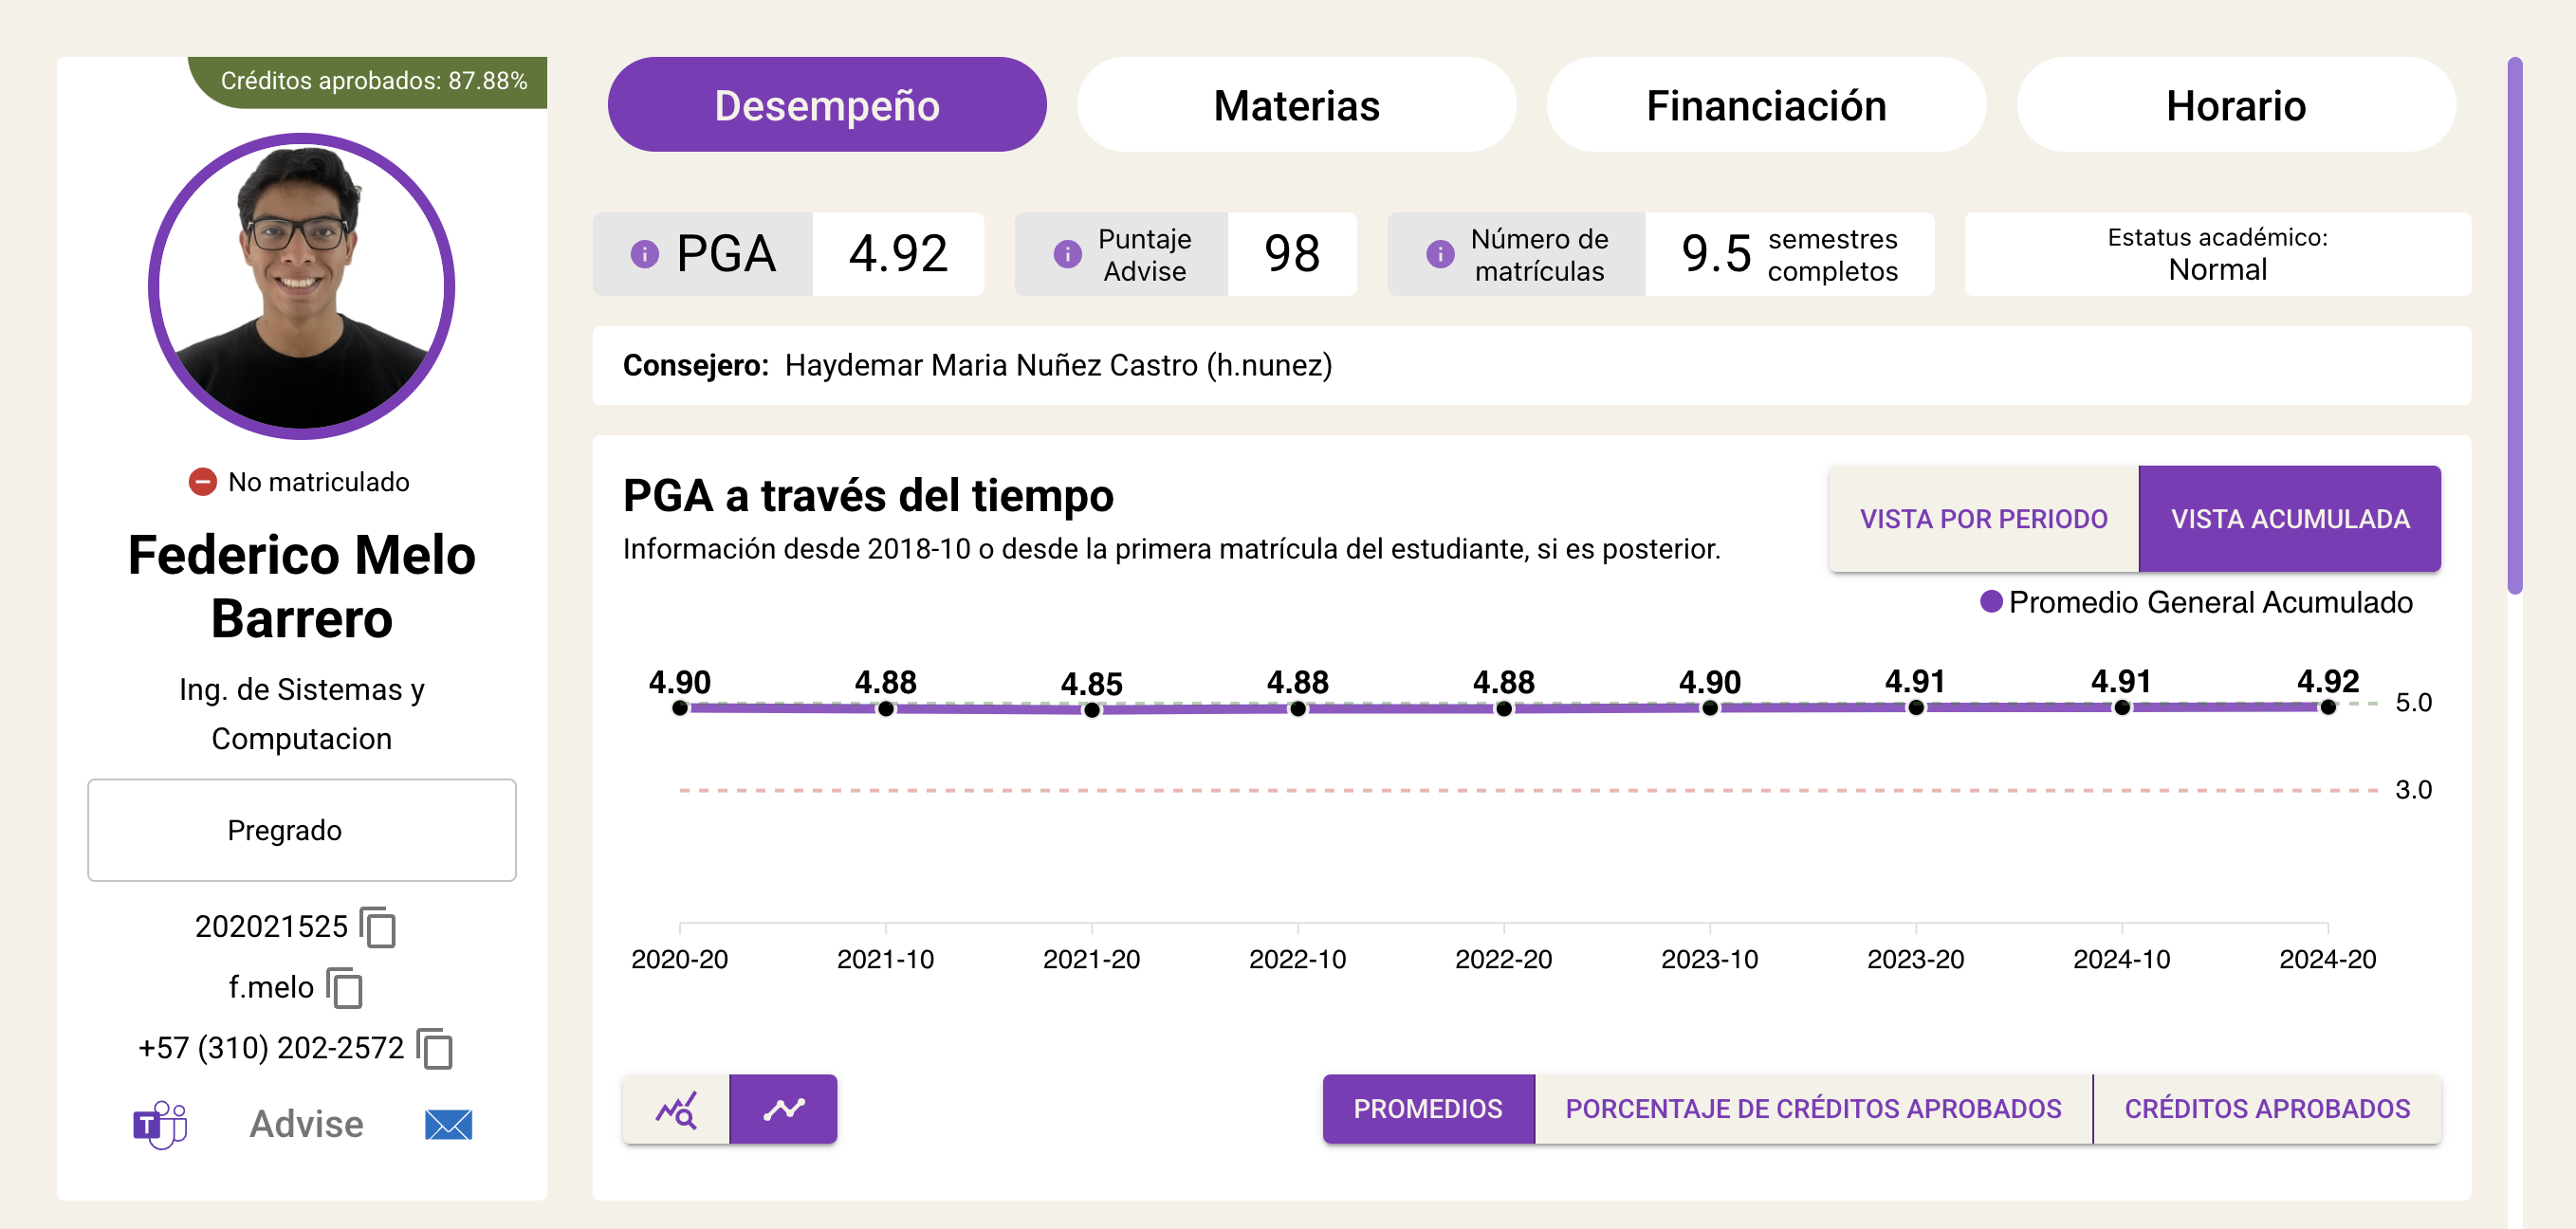 Créditos aprobados: 87.88%
No matriculado
Federico Melo
Barrero
Ing. de Sistemas y
Computacion
Pregrado
202021525
f.melo
+57 (310) 202-2572
T
Advise
Desempeño
Materias
Financiación
Horario
PGA
4.92
Puntaje
Advise
98
Número de
matrículas
9.5
semestres
completos
Estatus académico:
Normal
Consejero: Haydemar Maria Nuñez Castro (h.nunez)
PGA a través del tiempo
Información desde 2018-10 o desde la primera matrícula del estudiante, si es posterior.
VISTA POR PERIODO
VISTA ACUMULADA
Promedio General Acumulado
4.90 4.88 4.85 4.88 4.88 4.90 4.91 4.91 4.92
5.0
3.0
2020-20 2021-10 2021-20 2022-10 2022-20 2023-10 2023-20 2024-10 2024-20
PROMEDIOS
PORCENTAJE DE CRÉDITOS APROBADOS
CRÉDITOS APROBADOS